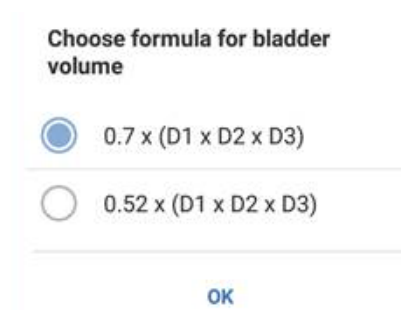 Choose formula for bladder
volume
0.7 x (D1 x D2 x D3)
0.52 x (D1 x D2 x D3)
OK